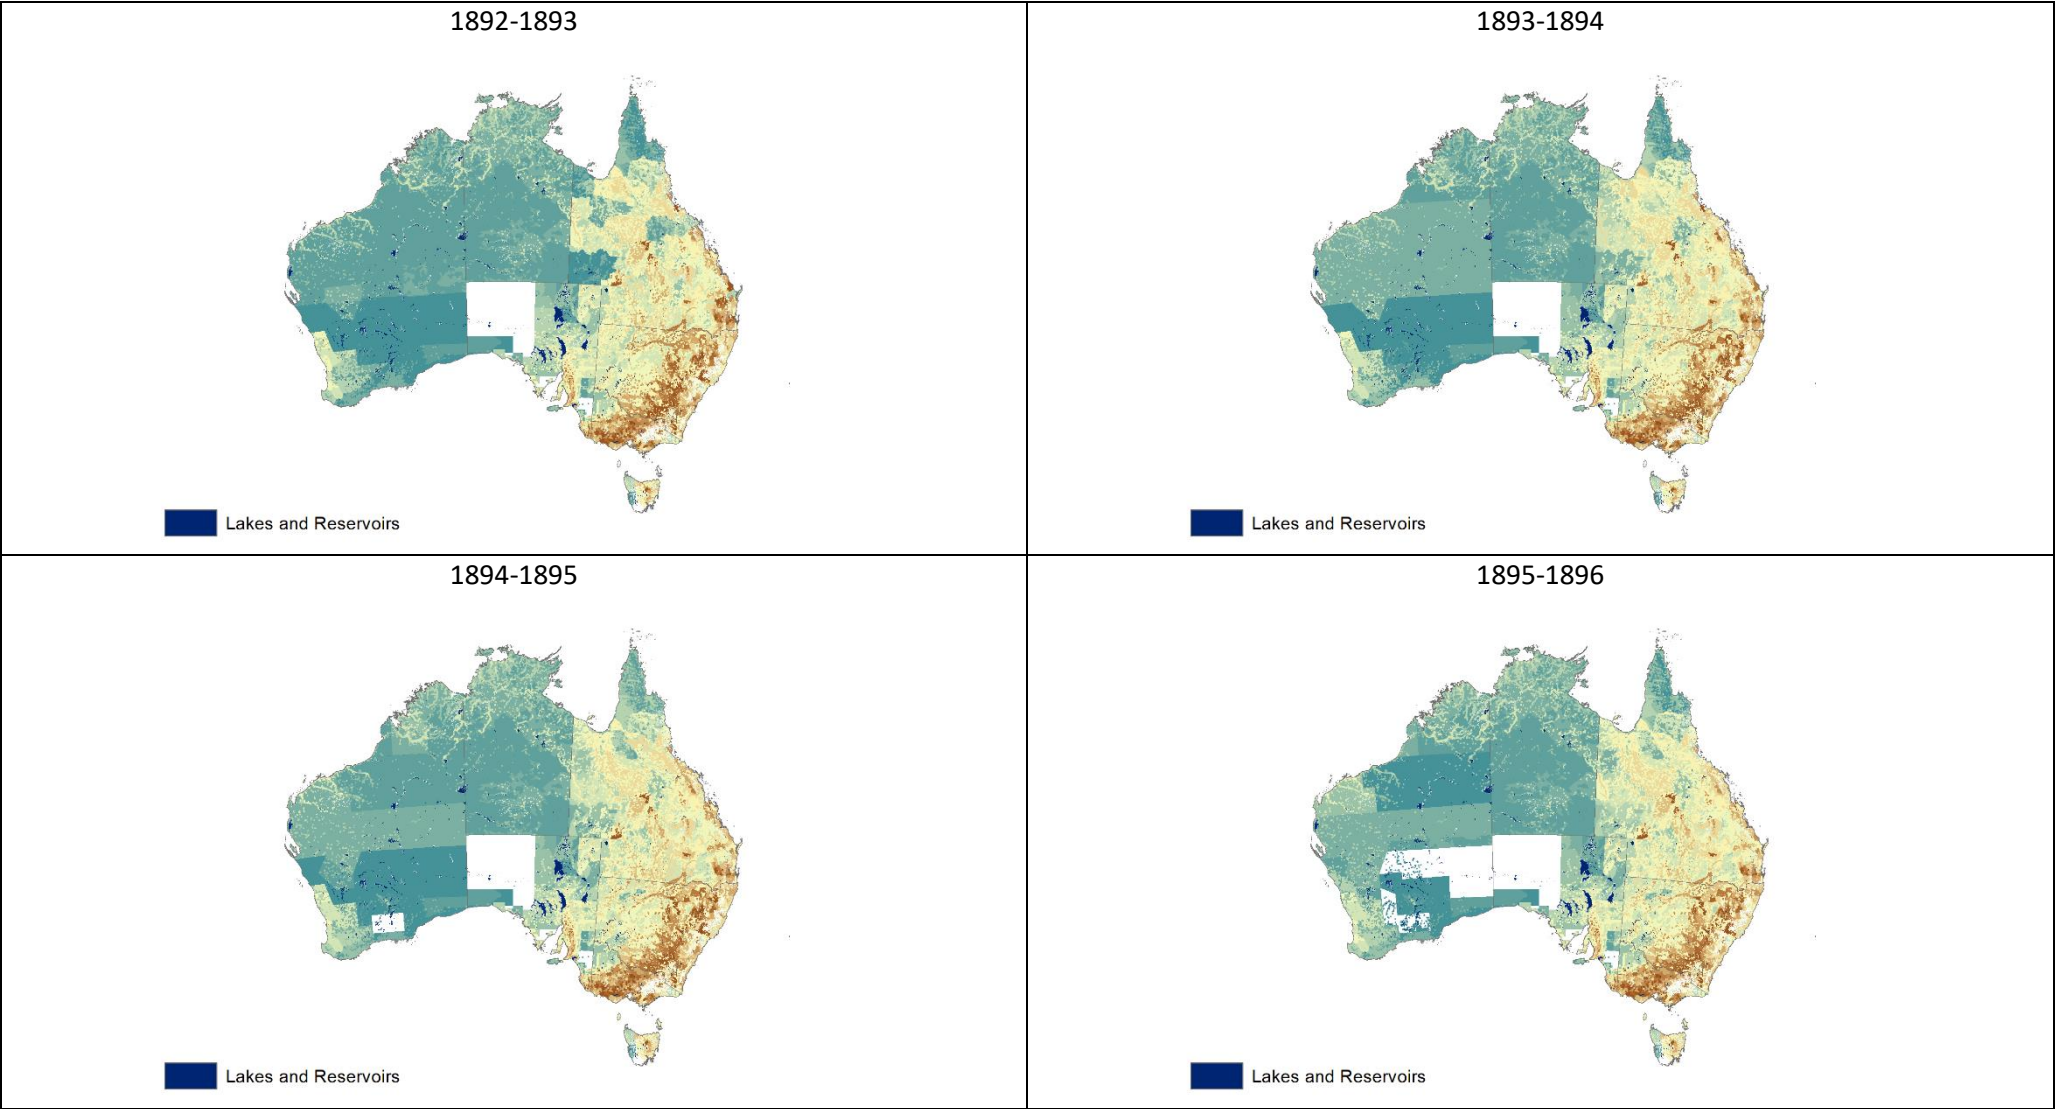 1892-1893
Lakes and Reservoirs
1893-1894
Lakes and Reservoirs
1894-1895
Lakes and Reservoirs
1895-1896
Lakes and Reservoirs